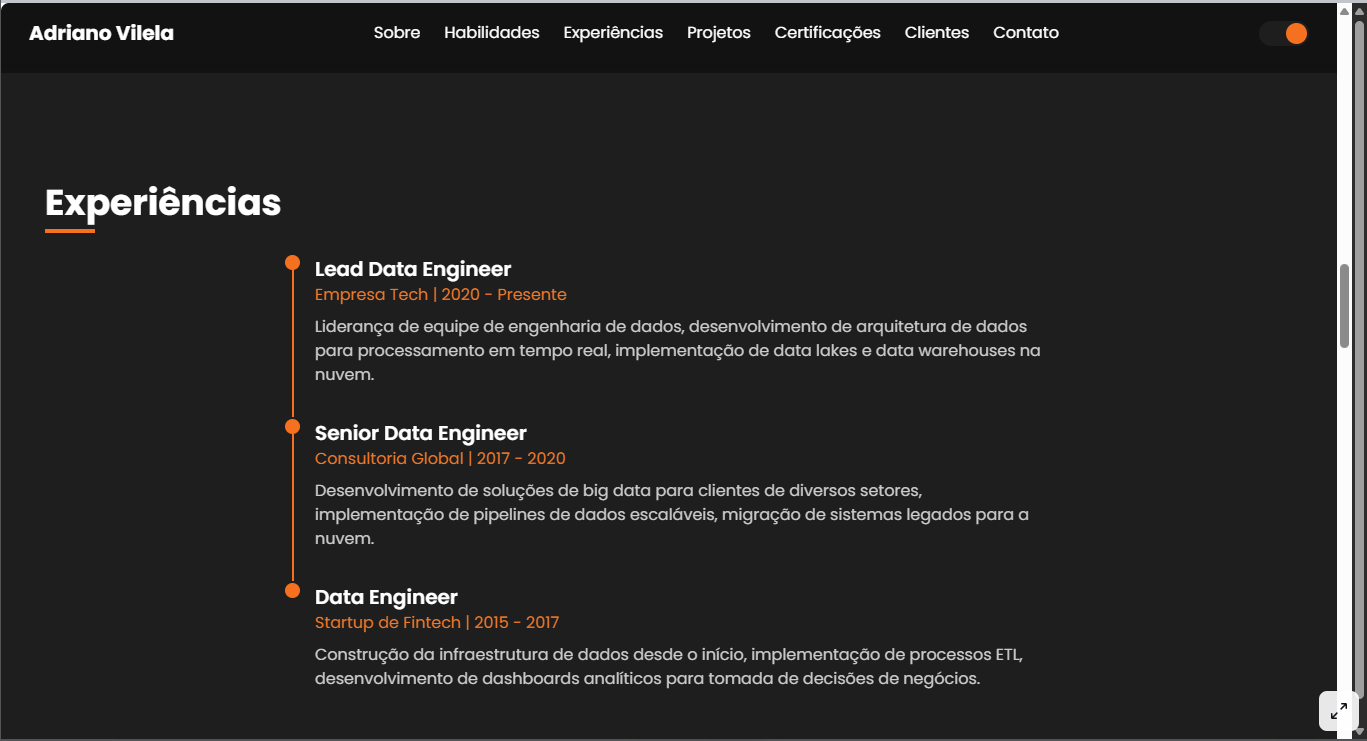 Adriano Vilela
Sobre Habilidades Experiências Projetos Certificações Clientes Contato
Experiências
Lead Data Engineer
Empresa Tech | 2020 - Presente
Liderança de equipe de engenharia de dados, desenvolvimento de arquitetura de dados
para processamento em tempo real, implementação de data lakes e data warehouses na
nuvem.
Senior Data Engineer
Consultoria Global | 2017 - 2020
Desenvolvimento de soluções de big data para clientes de diversos setores,
implementação de pipelines de dados escaláveis, migração de sistemas legados para a
nuvem.
Data Engineer
Startup de Fintech | 2015 - 2017
Construção da infraestrutura de dados desde o início, implementação de processos ETL,
desenvolvimento de dashboards analíticos para tomada de decisões de negócios.